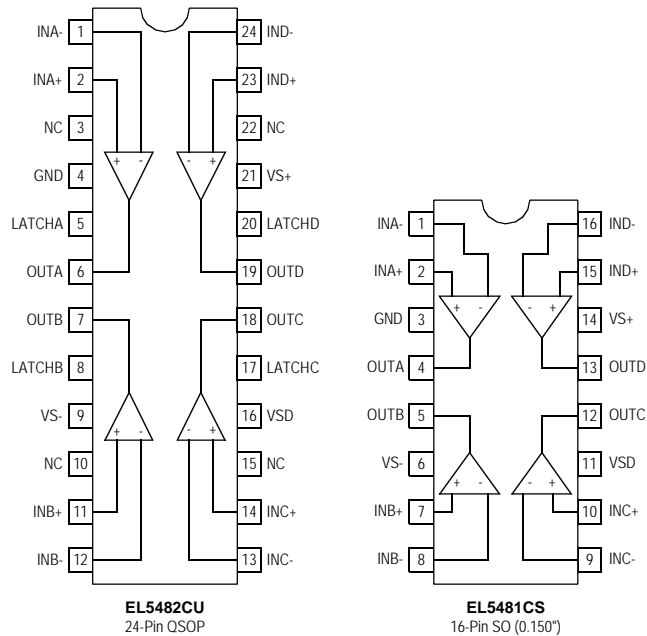 INA- 1 24 IND-
INA+ 2 23 IND+
NC 3 22 NC
+ - - +
GND 4 21 VS+
LATCHA 5 20 LATCHD
OUTA 6 19 OUTD
OUTB 7 18 OUTC
LATCHB 8 17 LATCHC
VS- 9 16 VSD
+ - - +
NC 10 15 NC
INB+ 11 14 INC+
INB- 12 13 INC-
EL5482CU
24-Pin QSOP
INA- 1 16 IND-
INA+ 2 15 IND+
+ - - +
GND 3 14 VS+
OUTA 4 13 OUTD
OUTB 5 12 OUTC
VS- 6 11 VSD
+ - - +
INB+ 7 10 INC+
INB- 8 9 INC-
EL5481CS
16-Pin SO (0.150")